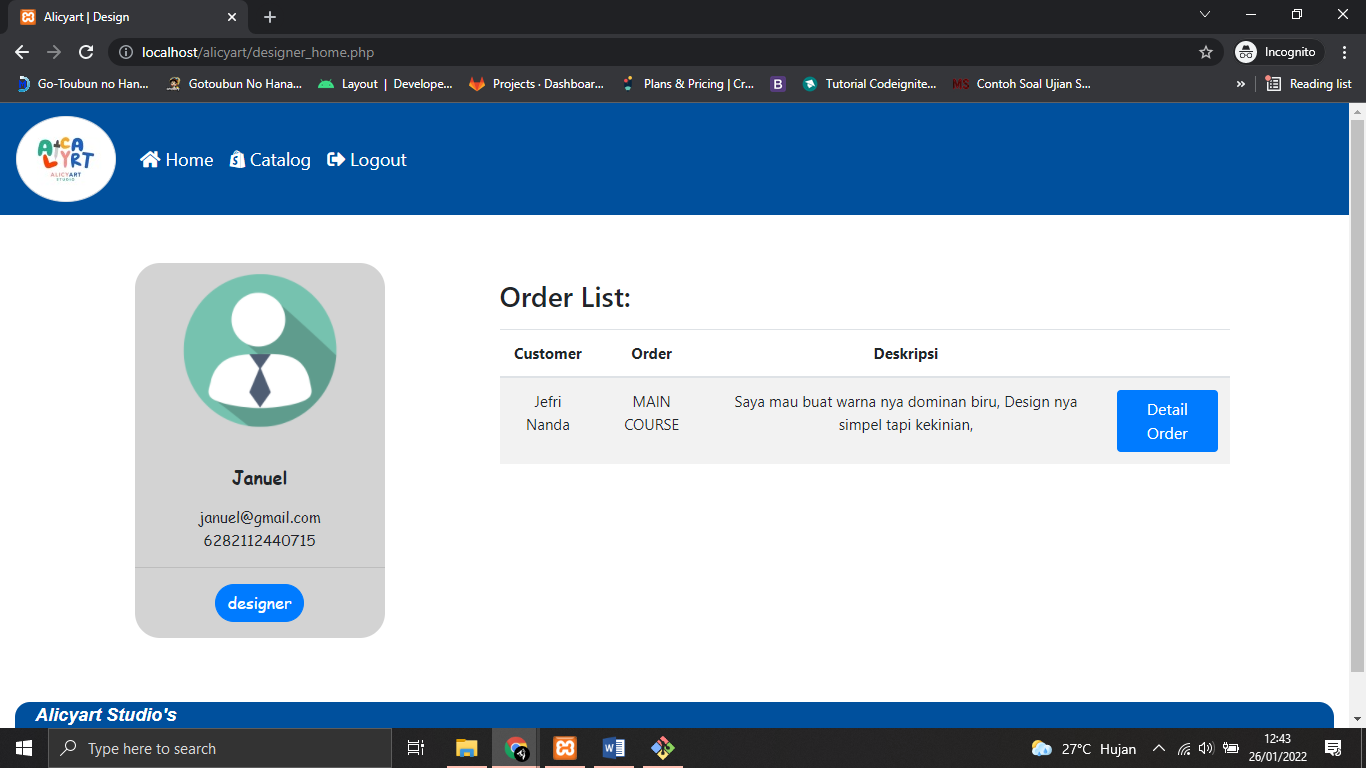 Alicyart | Design
localhost/alicyart/designer_home.php
Incognito
Go-Toubun no Han...
Gotoubun No Hana...
Layout | Develope...
Projects · Dashboar...
Plans & Pricing | Cr...
B
Tutorial Codeignite...
MS
Contoh Soal Ujian S...
»
Reading list
ALICYART
STUDIO
Home
Catalog
Logout
Januel
januel@gmail.com
6282112440715
designer
Order List:
Customer Order Deskripsi
Jefri Nanda
MAIN COURSE
Saya mau buat warna nya dominan biru, Design nya
simpel tapi kekinian,
Detail
Order
Alicyart Studio's
Type here to search
27°C Hujan
12:43
26/01/2022